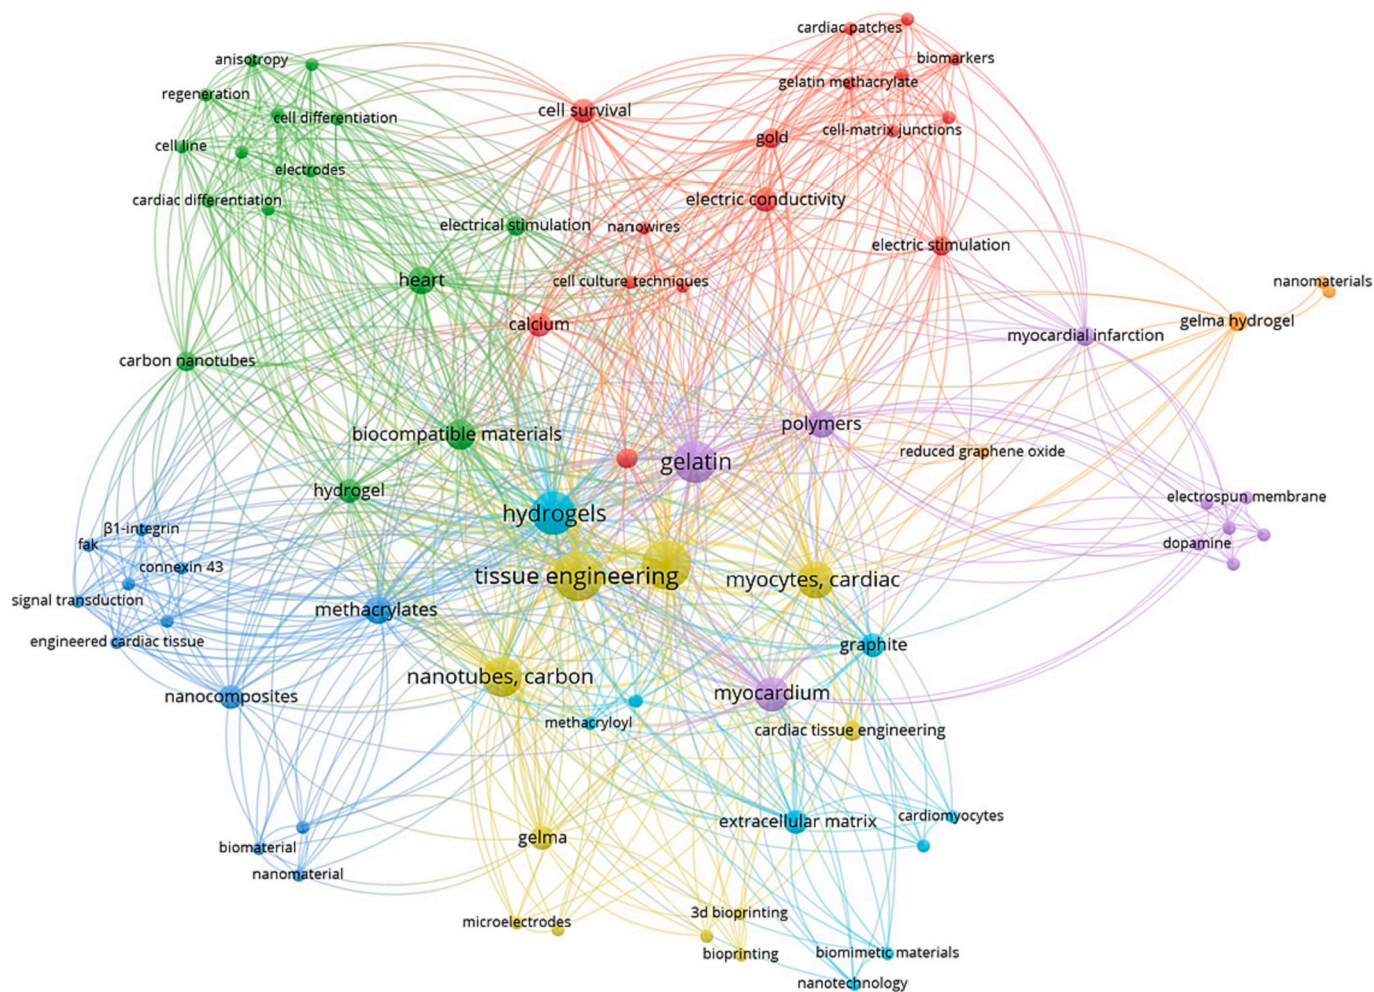 cardiac patches
anisotropy
biomarkers
gelatin methacrylate
regeneration
cell survival
cell differentiation
gold
cell-matrix junctions
cell line
electrodes
cardiac differentiation
electric conductivity
electrical stimulation
nanowires
electric stimulation
heart
cell culture techniques
nanomaterials
calcium
gelma hydrogel
myocardial infarction
carbon nanotubes
polymers
biocompatible materials
reduced graphene oxide
gelatin
hydrogel
electrospun membrane
hydrogels
β1-integrin
fak
dopamine
connexin 43
tissue engineering
myocytes, cardiac
signal transduction
methacrylates
engineered cardiac tissue
graphite
nanotubes, carbon
nanocomposites
myocardium
methacryloyl
cardiac tissue engineering
cardiomyocytes
extracellular matrix
gelma
biomaterial
nanomaterial
3d bioprinting
microelectrodes
bioprinting
biomimetic materials
nanotechnology